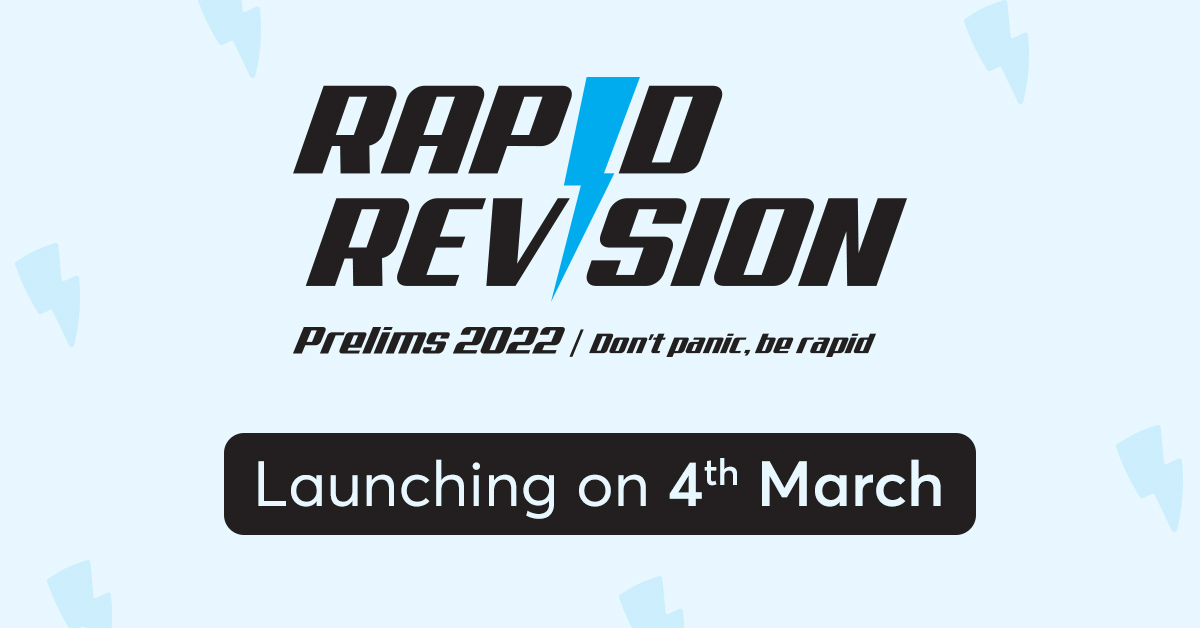 RAPID
REVISION
Prelims 2022 / Don't panic, be rapid
Launching on 4th March